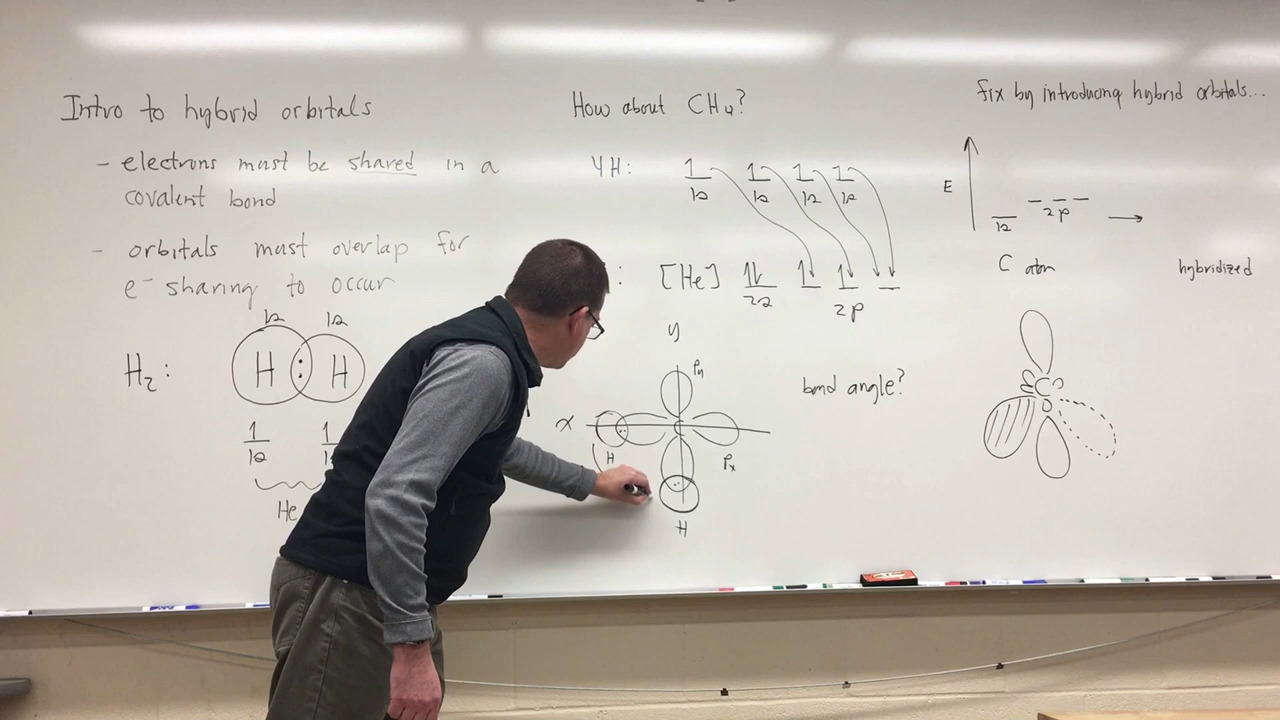 Intro to hybrid orbitals
- electrons must be shared in a
covalent bond
- orbitals must overlap for
e⁻ sharing to occur
1s 1s
H₂: H : H
1 1
1s 1s
He
How about CH₄?
4H: 1 1 1 1
1s 1s 1s 1s
: [He] 1l 1 1
2s 2p
y
Py
x
C
H
Px
H
bond angle?
Fix by introducing hybrid orbitals...
E
2p
C atom
hybridized
C